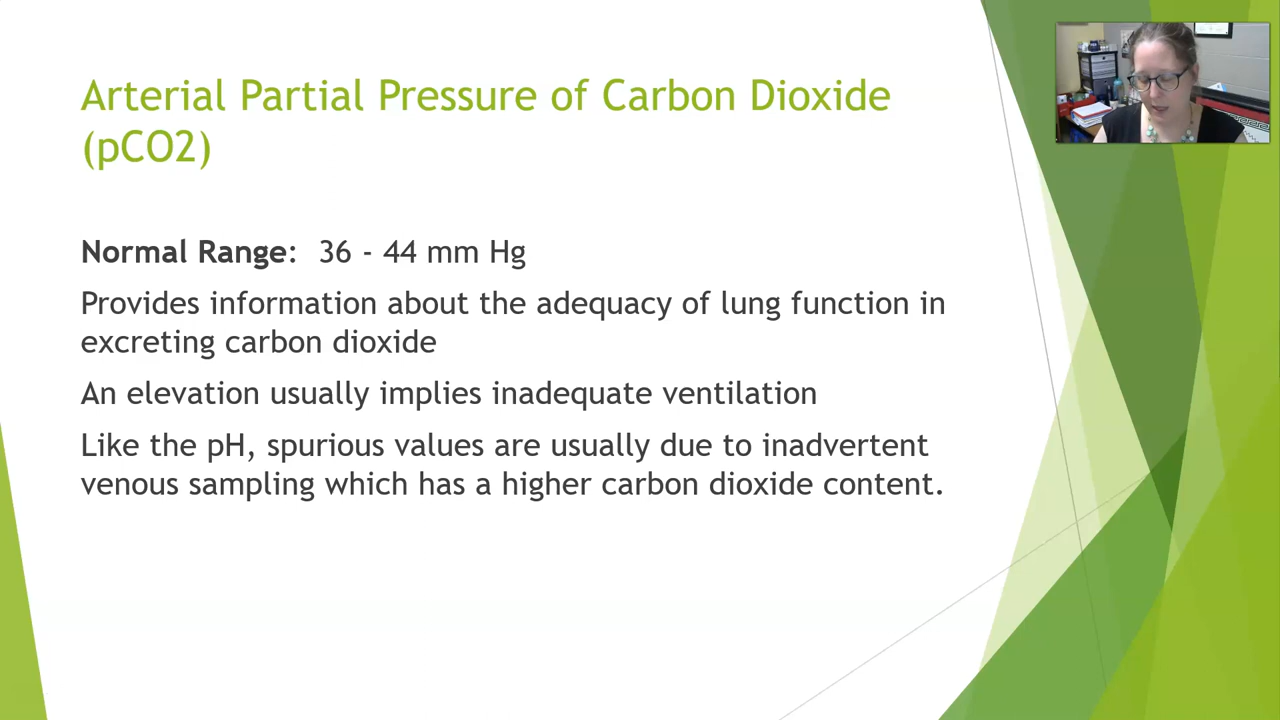 Arterial Partial Pressure of Carbon Dioxide
(pCO2)
Normal Range:  36 - 44 mm Hg
Provides information about the adequacy of lung function in
excreting carbon dioxide
An elevation usually implies inadequate ventilation
Like the pH, spurious values are usually due to inadvertent
venous sampling which has a higher carbon dioxide content.